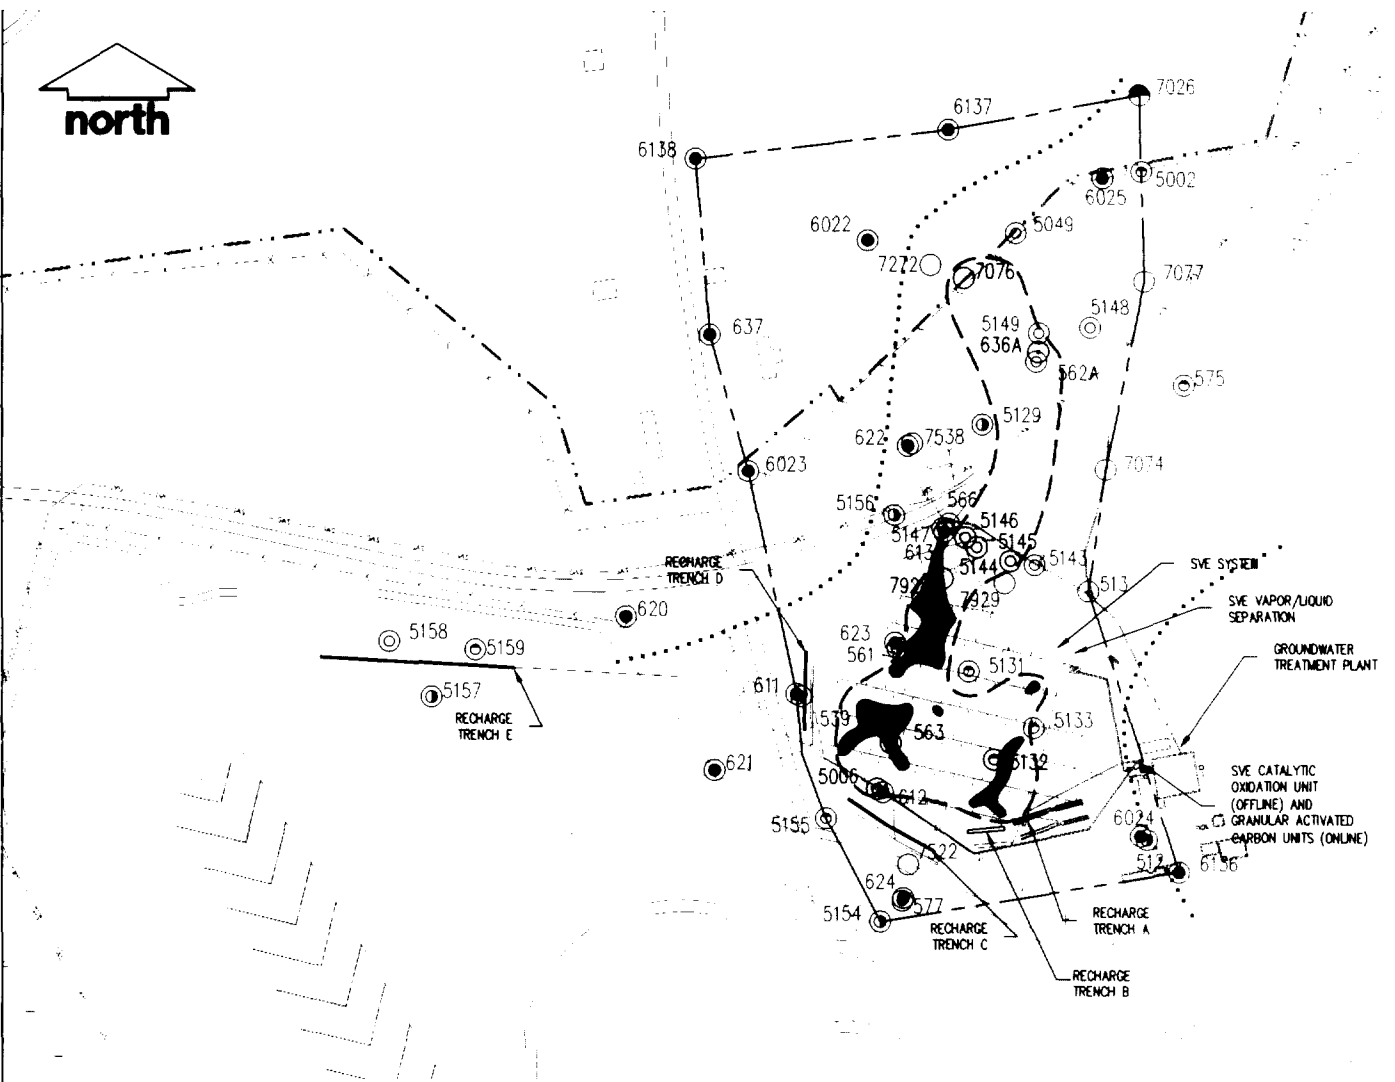 north
7026
6137
6138
5002
6025
6022
5049
7272
7076
7077
5149
5148
637
636A
562A
575
5129
622
7538
6023
7074
5156
566
5146
5147
5145
613
5143
RECHARGE
TRENCH D
5144
SVE SYSTEM
513
7929
SVE VAPOR/LIQUID
SEPARATION
620
5158
623
5159
561
GROUNDWATER
TREATMENT PLANT
5131
5157
611
RECHARGE
TRENCH E
539
5133
563
5132
621
SVE CATALYTIC
OXIDATION UNIT
(OFFLINE) AND
GRANULAR ACTIVATED
CARBON UNITS (ONLINE)
5006
612
5155
6024
7522
512
6136
624
577
5154
RECHARGE
TRENCH A
RECHARGE
TRENCH C
RECHARGE
TRENCH B